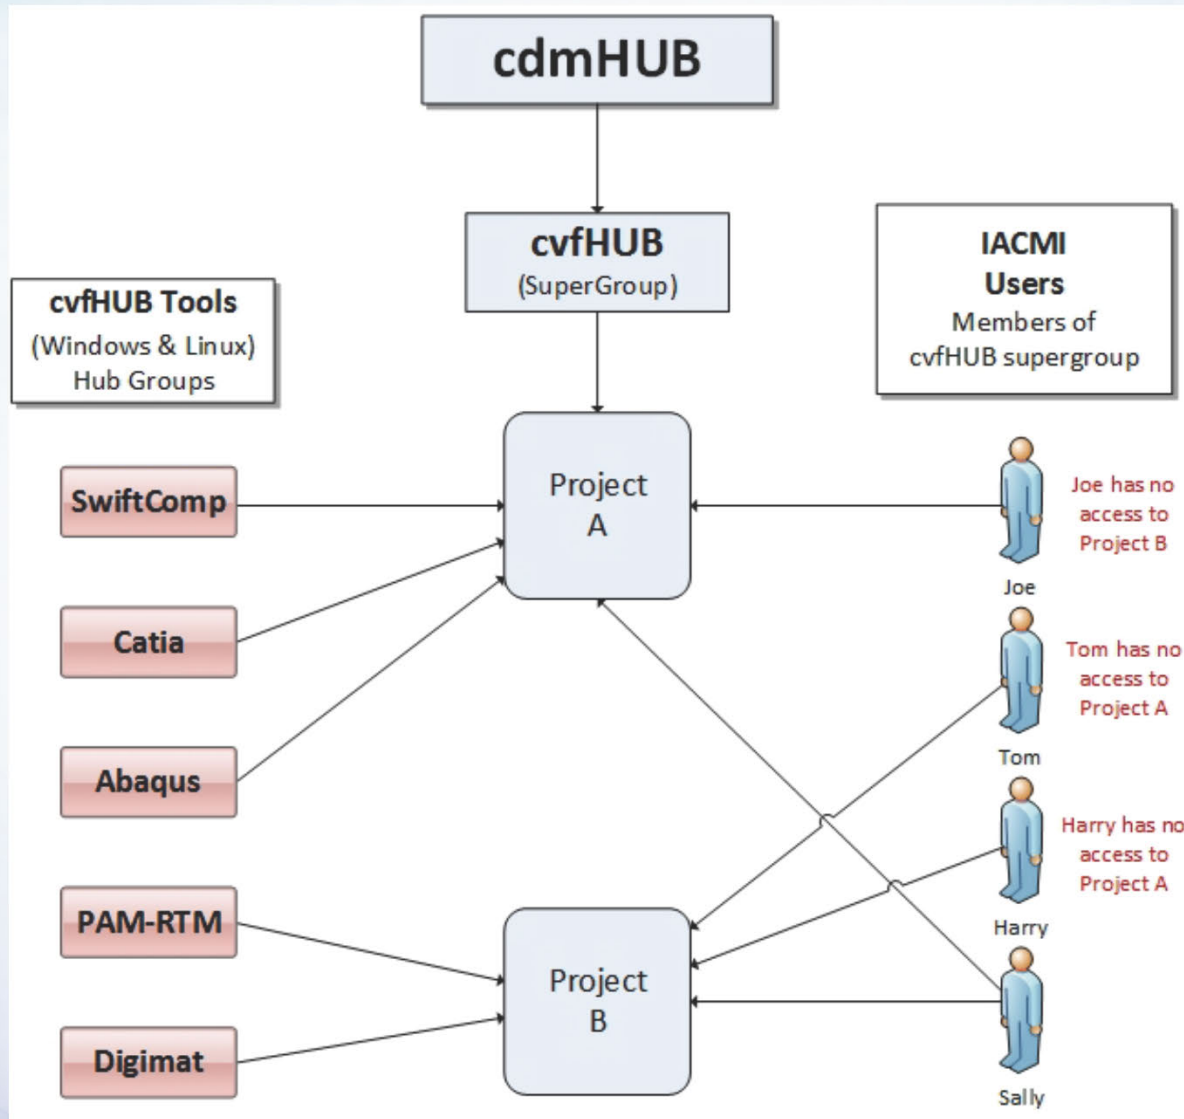 cdmHUB
cvfHUB
(SuperGroup)
cvfHUB Tools
(Windows & Linux)
Hub Groups
IACMI
Users
Members of
cvfHUB supergroup
SwiftComp
Catia
Abaqus
PAM-RTM
Digimat
Project
A
Project
B
Joe has no
access to
Project B
Joe
Tom has no
access to
Project A
Tom
Harry has no
access to
Project A
Harry
Sally